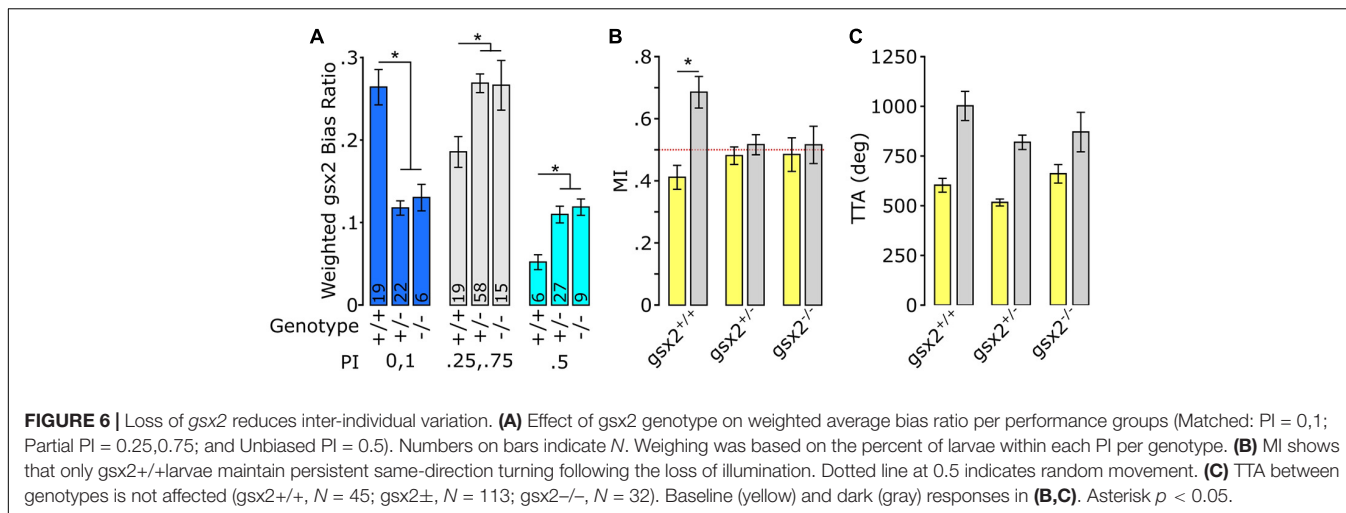 A
Weighted gsx2 Bias Ratio
.3
.2
.1
0
*
*
*
19
22
6
19
58
15
6
27
9
Genotype
+/+
+/-
-/-
+/+
+/-
-/-
+/+
+/-
-/-
PI
0,1
.25,.75
.5
B
MI
.8
.6
.4
.2
0
*
gsx2+/+
gsx2+/-
gsx2-/-
C
TTA (deg)
1250
1000
750
500
250
0
gsx2+/+
gsx2+/-
gsx2-/-
FIGURE 6 | Loss of gsx2 reduces inter-individual variation. (A) Effect of gsx2 genotype on weighted average bias ratio per performance groups (Matched: PI = 0,1;
Partial PI = 0.25,0.75; and Unbiased PI = 0.5). Numbers on bars indicate N. Weighing was based on the percent of larvae within each PI per genotype. (B) MI shows
that only gsx2+/+larvae maintain persistent same-direction turning following the loss of illumination. Dotted line at 0.5 indicates random movement. (C) TTA between
genotypes is not affected (gsx2+/+, N = 45; gsx2±, N = 113; gsx2–/–, N = 32). Baseline (yellow) and dark (gray) responses in (B,C). Asterisk p < 0.05.